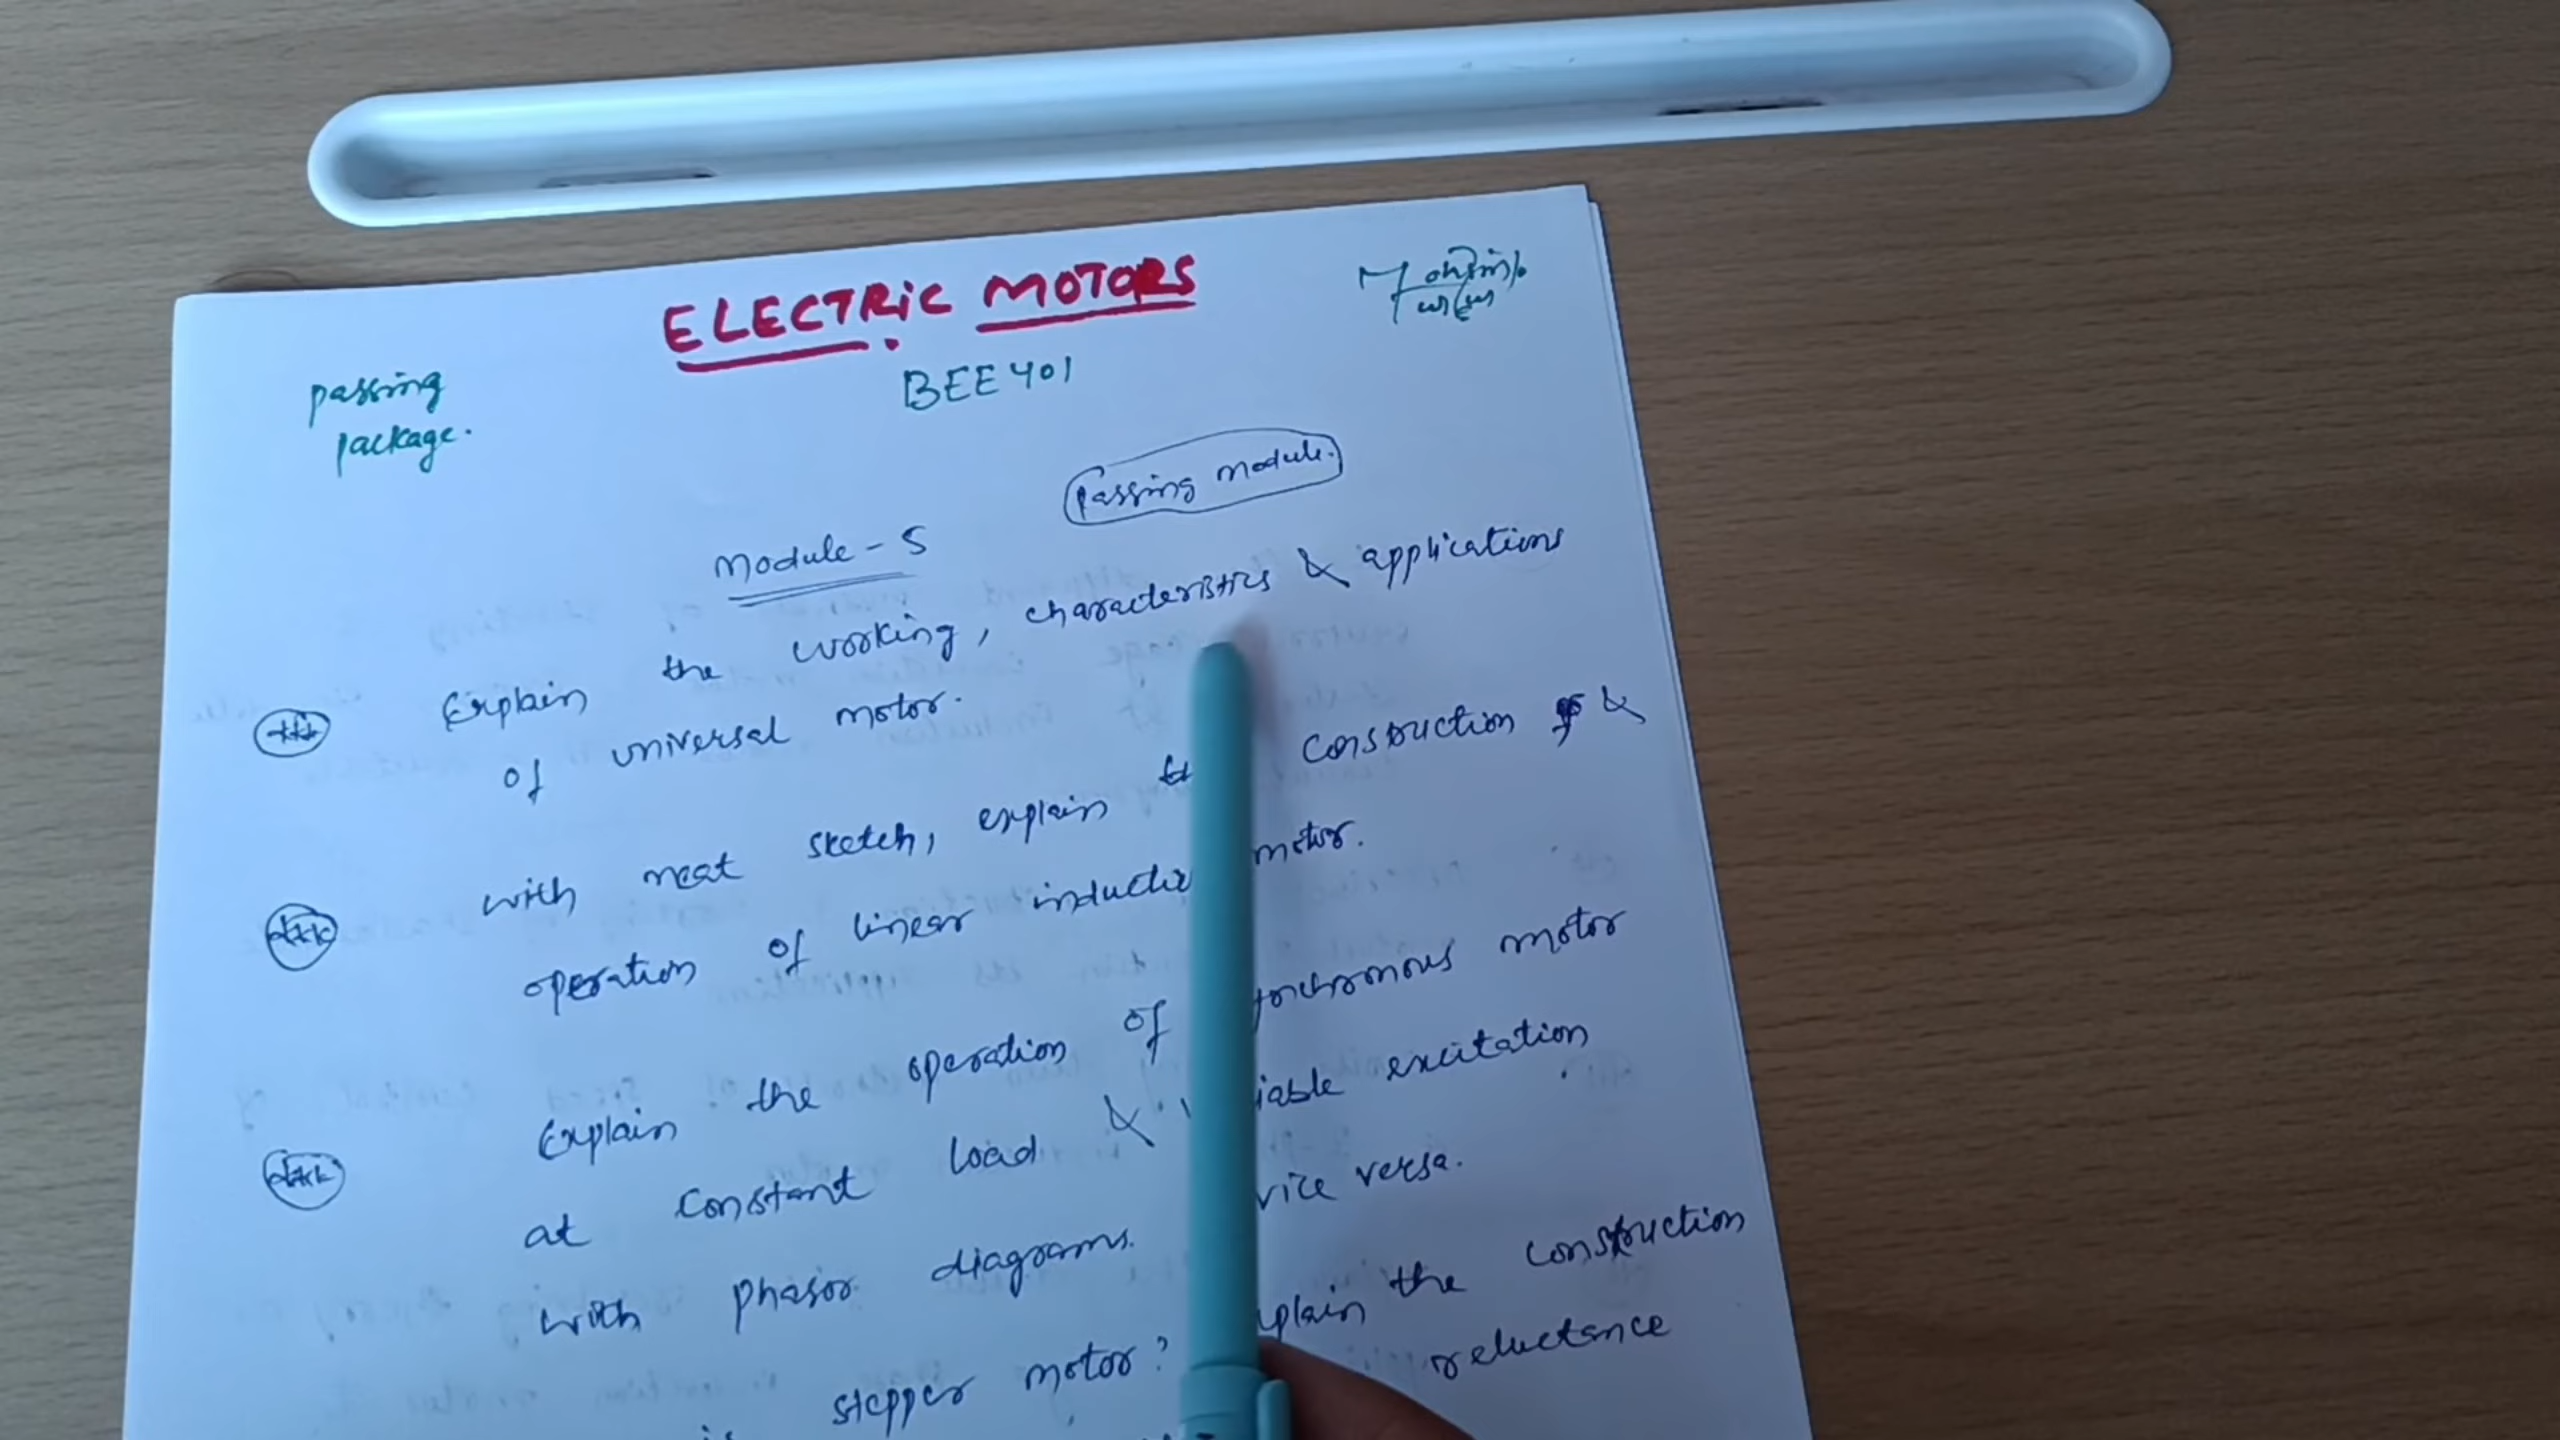 ELECTRIC MOTORS
BEE401
passing
package.
passing module.
Module-5
Explain the working, characteristics & applications
of universal motor.
with neat sketch, explain construction &
operation of linear motor.
Explain the operation of motor
at constant load & excitation
with phasor diagrams. vice versa.
stepper motor? the construction
reluctance